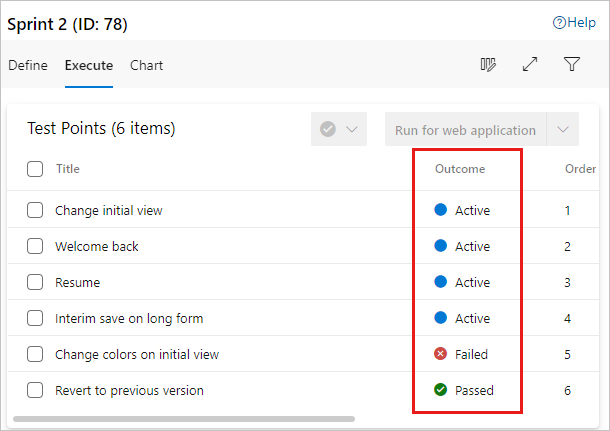 Sprint 2 (ID: 78) Help
Define Execute Chart
Test Points (6 items) Run for web application
Title Outcome Order
Change initial view Active 1
Welcome back Active 2
Resume Active 3
Interim save on long form Active 4
Change colors on initial view Failed 5
Revert to previous version Passed 6